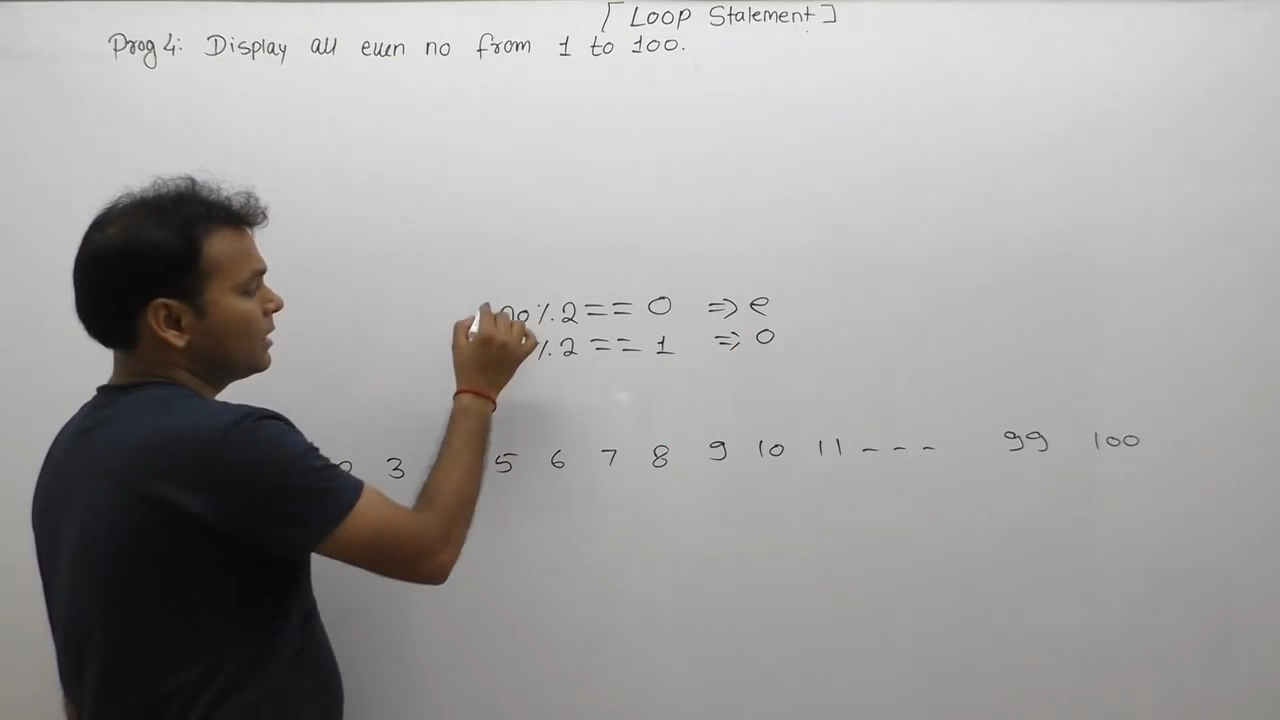 [Loop Statement]
Prog 4: Display all even no from 1 to 100.
%2 == 0 => e
%2 == 1 => 0
3 5 6 7 8 9 10 11 --- 99 100